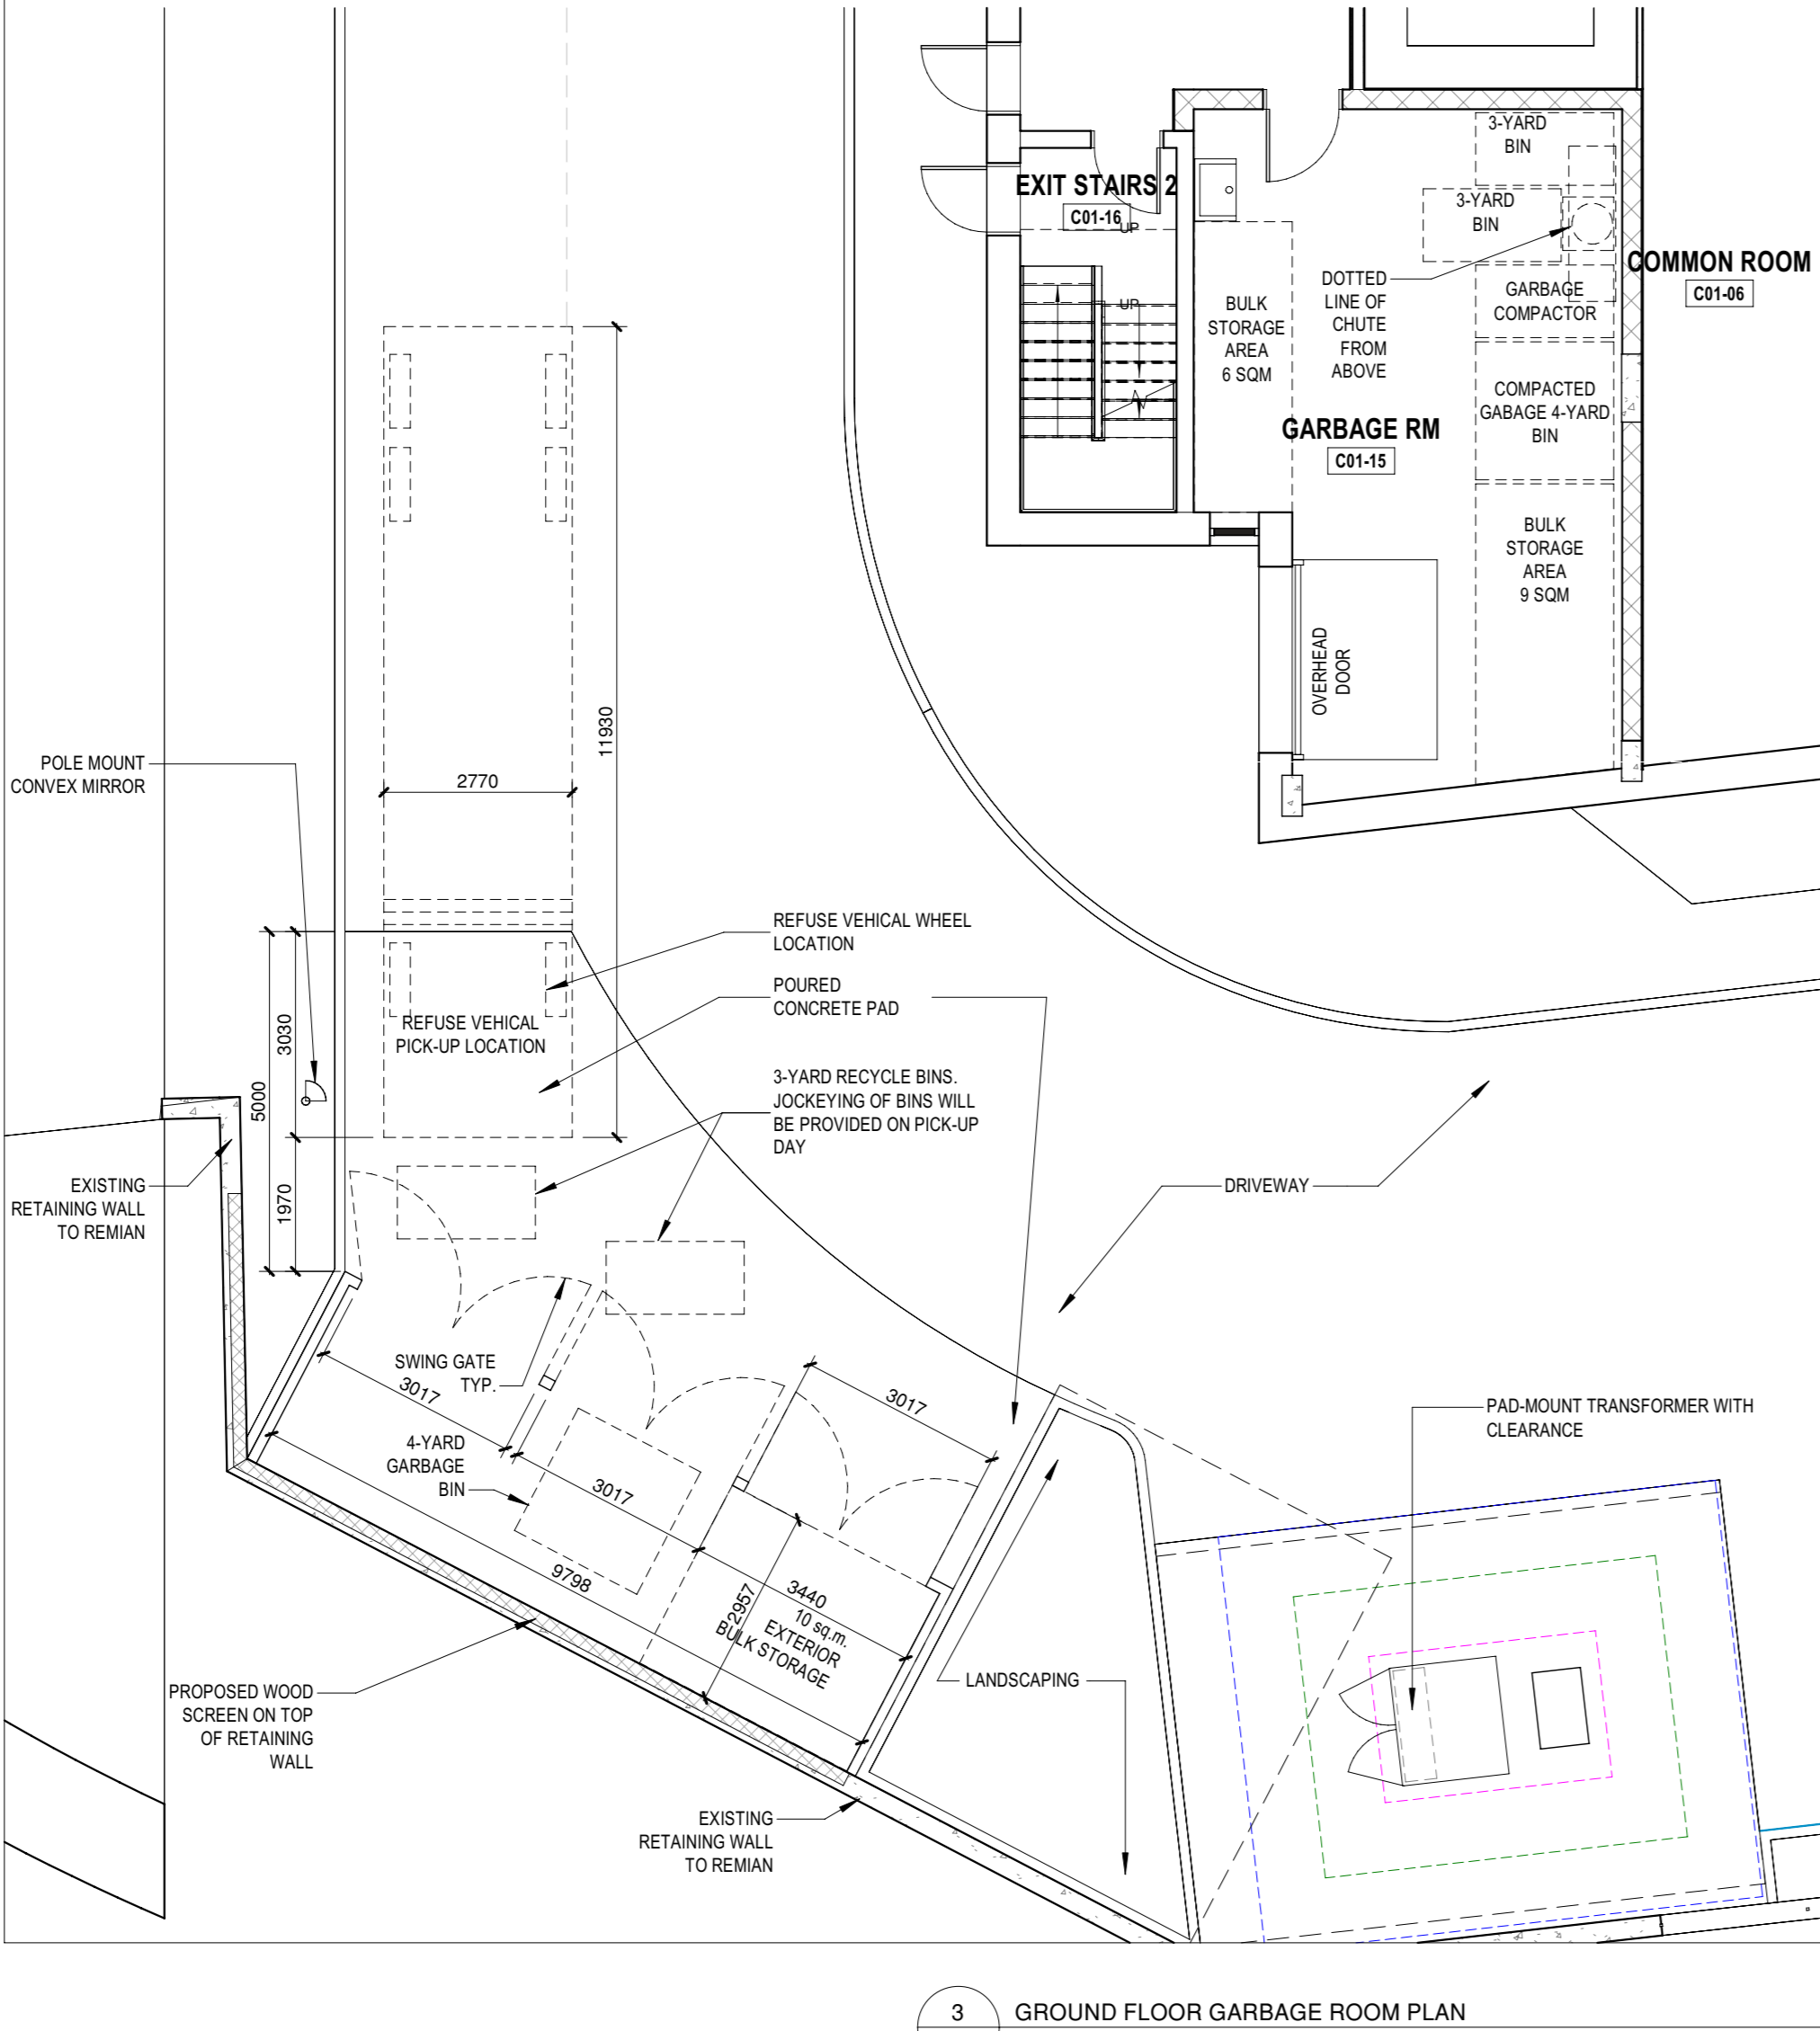 3-YARD
BIN
EXIT STAIRS 2
C01-16
UP
3-YARD
BIN
COMMON ROOM
C01-06
DOTTED
LINE OF
CHUTE
FROM
ABOVE
GARBAGE
COMPACTOR
UP
BULK
STORAGE
AREA
6 SQM
COMPACTED
GABAGE 4-YARD
BIN
GARBAGE RM
C01-15
BULK
STORAGE
AREA
9 SQM
OVERHEAD
DOOR
11930
POLE MOUNT
CONVEX MIRROR
2770
REFUSE VEHICAL WHEEL
LOCATION
POURED
CONCRETE PAD
REFUSE VEHICAL
PICK-UP LOCATION
3030
5000
1970
3-YARD RECYCLE BINS.
JOCKEYING OF BINS WILL
BE PROVIDED ON PICK-UP
DAY
EXISTING
RETAINING WALL
TO REMIAN
DRIVEWAY
SWING GATE
TYP.
3017
3017
PAD-MOUNT TRANSFORMER WITH
CLEARANCE
4-YARD
GARBAGE
BIN
3017
9798
2957
3440
10 sq.m.
EXTERIOR
BULK STORAGE
LANDSCAPING
PROPOSED WOOD
SCREEN ON TOP
OF RETAINING
WALL
EXISTING
RETAINING WALL
TO REMIAN
3
GROUND FLOOR GARBAGE ROOM PLAN